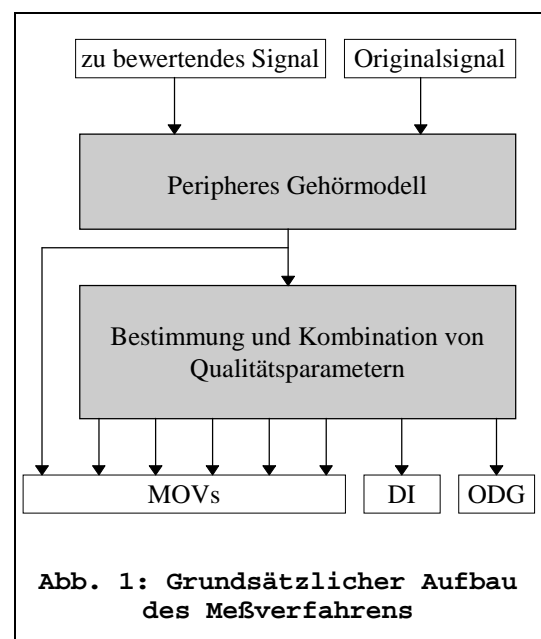 zu bewertendes Signal
Originalsignal
Peripheres Gehörmodell
Bestimmung und Kombination von
Qualitätsparametern
MOVs
DI
ODG
Abb. 1: Grundsätzlicher Aufbau
des Meßverfahrens